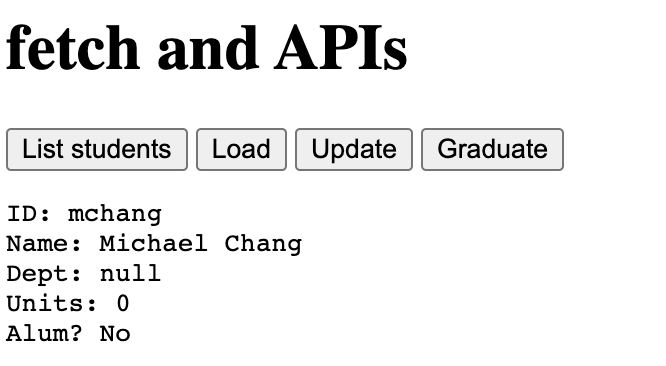 fetch and APIs
List students Load Update Graduate
ID: mchang
Name: Michael Chang
Dept: null
Units: 0
Alum? No